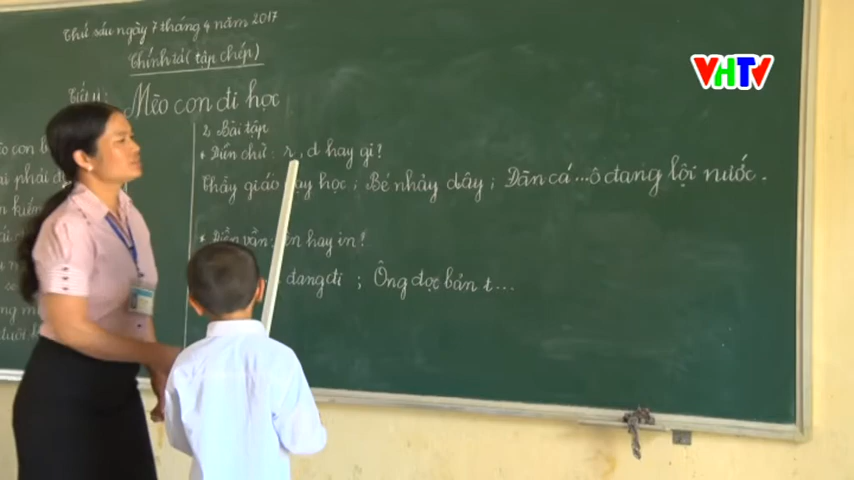 Thứ sáu ngày 7 tháng 4 năm 2017
Chính tả (tập chép)
VHTV
Mèo con đi học
2. Bài tập
* Điền chữ: r, d hay gi?
Thầy giáo ay học; Bé nhảy dây; Đàn cá ...ô đang lội nước.
* Điền vần: ên hay in?
đang đi; Ông đọc bản t...